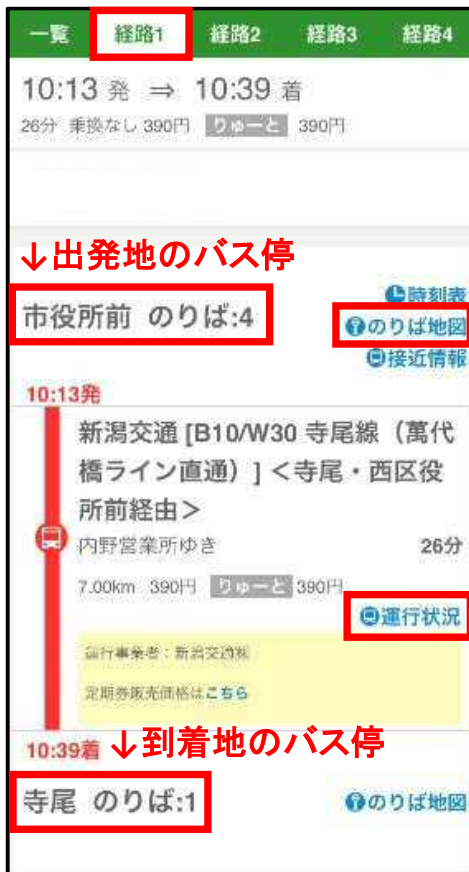 一覧 経路1 経路2 経路3 経路4
10:13 発 ⇒ 10:39 着
26分 乗換なし 390円 りゅーと 390円
↓出発地のバス停
市役所前 のりば:4
時刻表
のりば地図
接近情報
10:13発
新潟交通 [B10/W30 寺尾線（萬代
橋ライン直通）] ＜寺尾・西区役
所前経由＞
内野営業所ゆき 26分
7.00km 390円 りゅーと 390円
運行状況
運行事業者：新潟交通㈱
定期券販売価格はこちら
10:39着 ↓到着地のバス停
寺尾 のりば:1
のりば地図